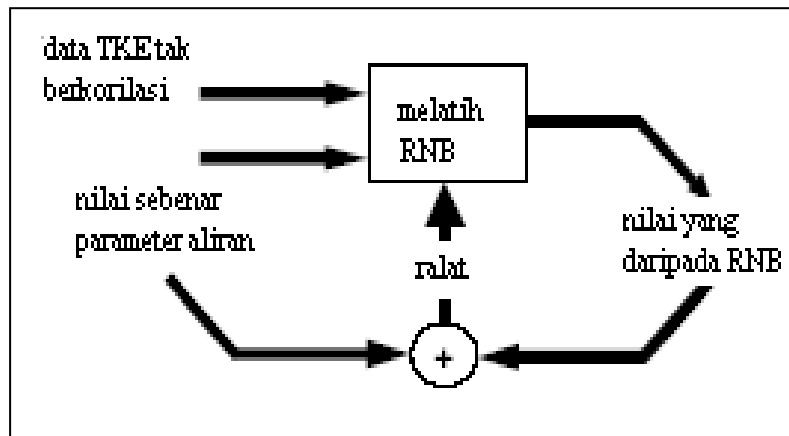 data TKE tak
berkorilasi
melatih
RNB
nilai sebenar
parameter aliran
ralat
nilai yang
daripada RNB
+